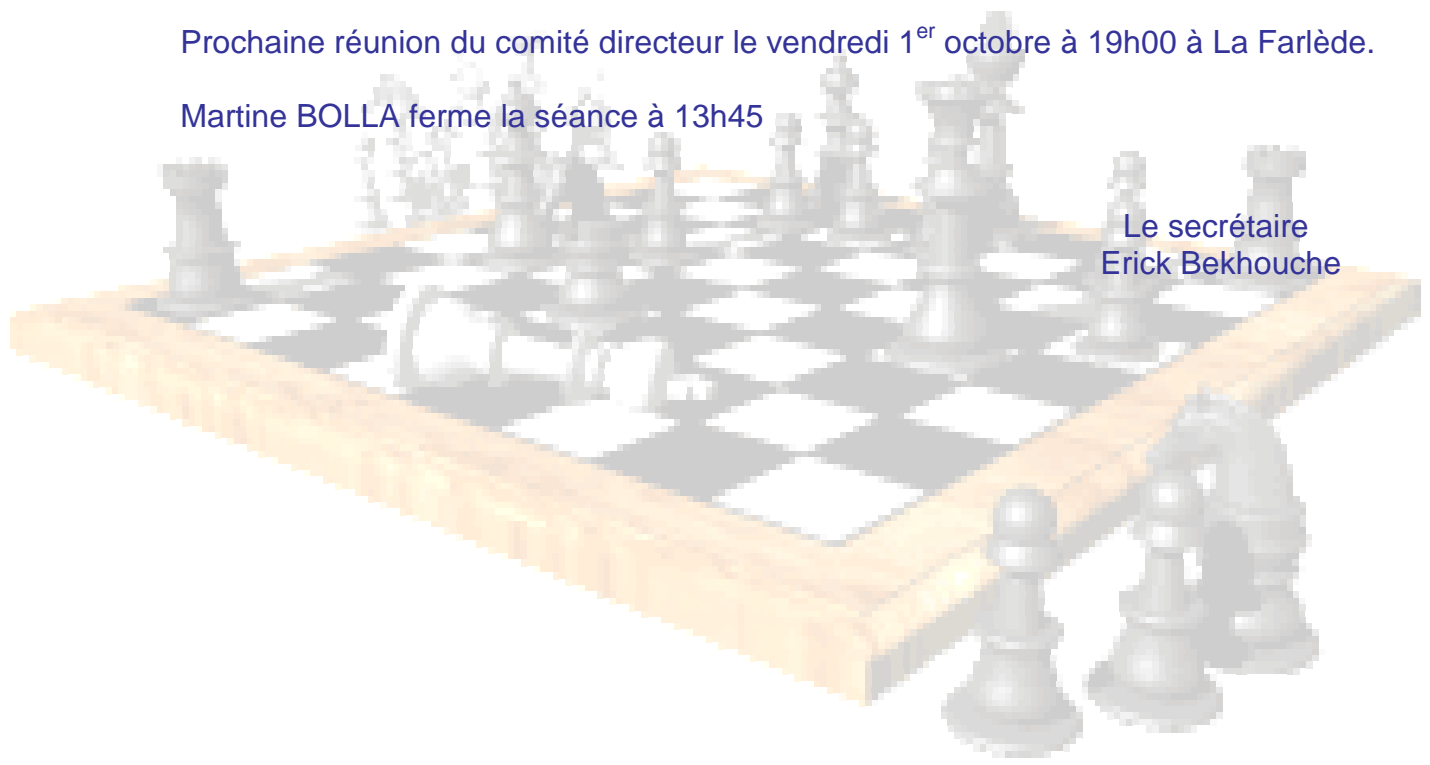 Prochaine réunion du comité directeur le vendredi 1er octobre à 19h00 à La Farlède.
Martine BOLLA ferme la séance à 13h45
Le secrétaire
Erick Bekhouche